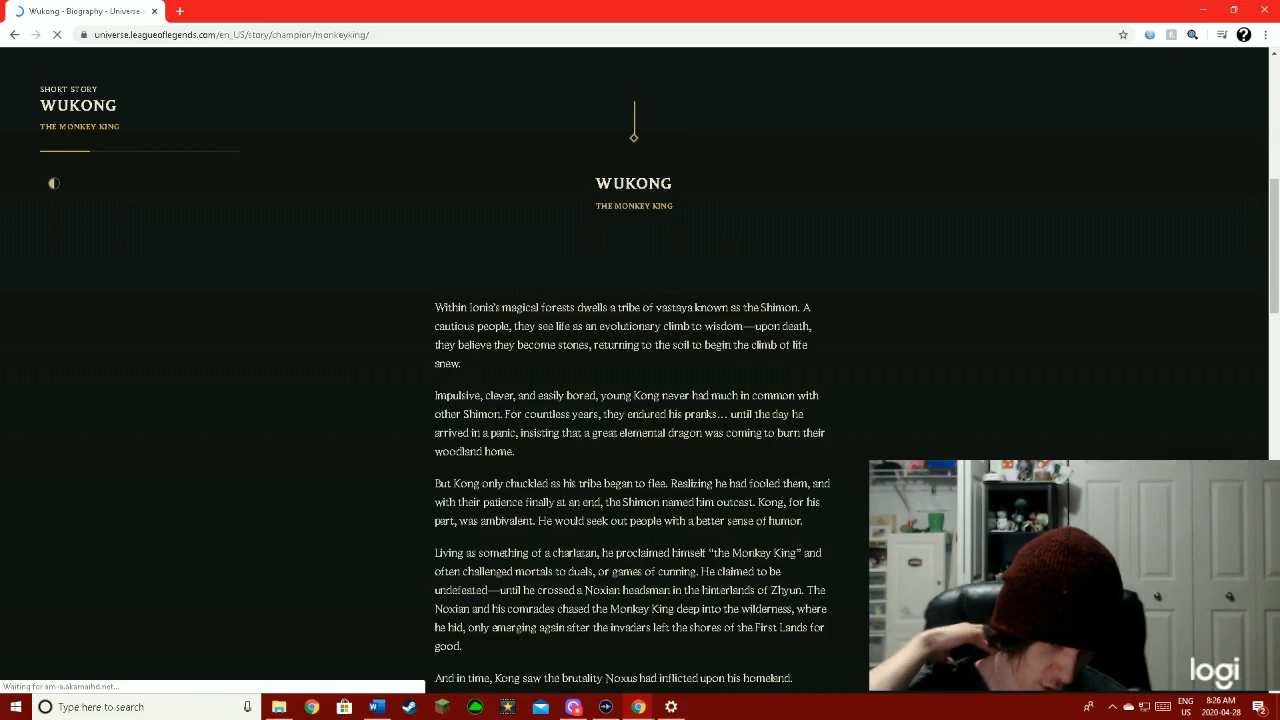 Wukong - Biography - Universe
universe.leagueoflegends.com/en_US/story/champion/monkeyking/
SHORT STORY
WUKONG
THE MONKEY KING
WUKONG
THE MONKEY KING
Within Ionia's magical forests dwells a tribe of vastaya known as the Shimon. A
cautious people, they see life as an evolutionary climb to wisdom—upon death,
they believe they become stones, returning to the soil to begin the climb of life
anew.
Impulsive, clever, and easily bored, young Kong never had much in common with
other Shimon. For countless years, they endured his pranks… until the day he
arrived in a panic, insisting that a great elemental dragon was coming to burn their
woodland home.
But Kong only chuckled as his tribe began to flee. Realizing he had fooled them, and
with their patience finally at an end, the Shimon named him outcast. Kong, for his
part, was ambivalent. He would seek out people with a better sense of humor.
Living as something of a charlatan, he proclaimed himself “the Monkey King” and
often challenged mortals to duels, or games of cunning. He claimed to be
undefeated—until he crossed a Noxian headsman in the hinterlands of Zhyun. The
Noxian and his comrades chased the Monkey King deep into the wilderness, where
he hid, only emerging again after the invaders left the shores of the First Lands for
good.
And in time, Kong saw the brutality Noxus had inflicted upon his homeland.
logi
Waiting for am-a.akamaihd.net...
Type here to search
ENG
US
8:26 AM
2020-04-28
2